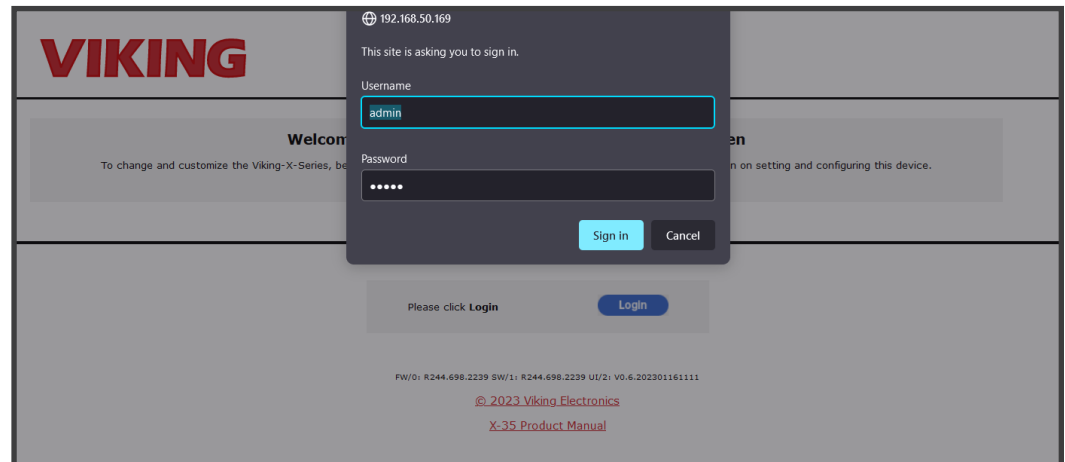 192.168.50.169
This site is asking you to sign in.
VIKING
Username
admin
Welcom en
Password
To change and customize the Viking-X-Series, be n on setting and configuring this device.
•••••
Sign in Cancel
Please click Login Login
FW/0: R244.698.2239 SW/1: R244.698.2239 UI/2: V0.6.202301161111
© 2023 Viking Electronics
X-35 Product Manual